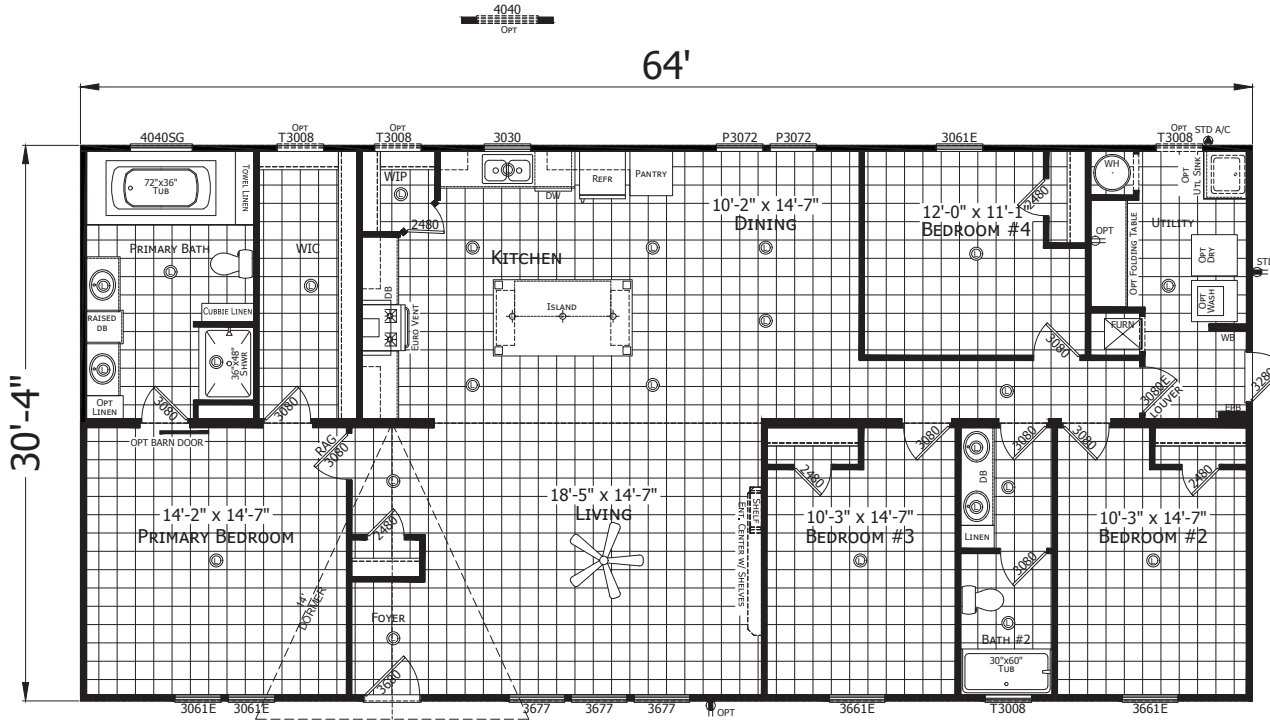 4040
OPT
64'
30'-4"
4040SG
OPT
T3008
OPT
T3008
3030
P3072
P3072
3061E
OPT
T3008
STD A/C
72"x36"
TUB
TOWEL LINEN
PRIMARY BATH
CUBBIE LINEN
RAISED
DB
OPT
LINEN
36"x48"
SHWR
3080
OPT BARN DOOR
WIC
3080
WIP
2480
DB
EURO VENT
KITCHEN
DW
REFR.
PANTRY
ISLAND
10'-2" x 14'-7"
DINING
12'-0" x 11'-1"
BEDROOM #4
2480
3080
WH
OPT
UTL SINK
UTILITY
OPT
OPT FOLDING TABLE
OPT
DRY
OPT
WASH
STD
FURN
WB
3080E
LOUVER
3280
EPB
RAG
3080
14'-2" x 14'-7"
PRIMARY BEDROOM
2480
14'
DORMER
FOYER
3680
18'-5" x 14'-7"
LIVING
SHELF
ENT. CENTER W/ SHELVES
2480
3080
10'-3" x 14'-7"
BEDROOM #3
DB
LINEN
3080
3080
BATH #2
30"x60"
TUB
3080
2480
10'-3" x 14'-7"
BEDROOM #2
3061E
3061E
3677
3677
3677
OPT
3661E
T3008
3661E